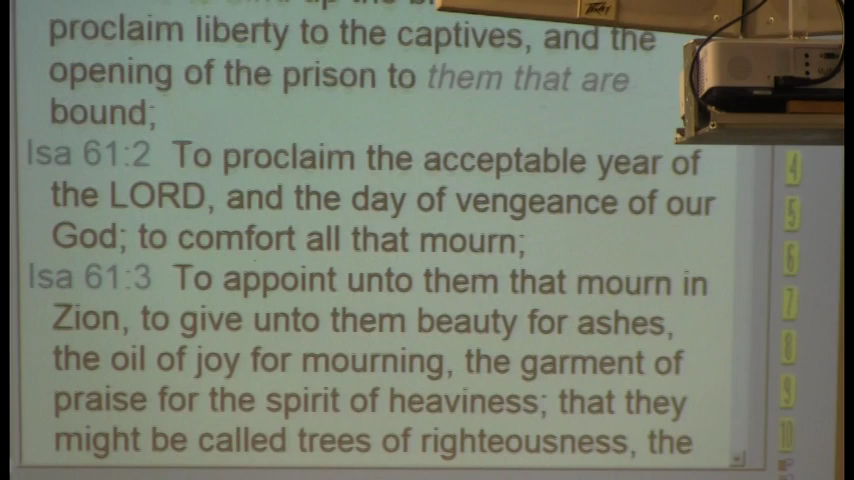 proclaim liberty to the captives, and the
opening of the prison to them that are
bound;
Isa 61:2 To proclaim the acceptable year of
the LORD, and the day of vengeance of our
God; to comfort all that mourn;
Isa 61:3 To appoint unto them that mourn in
Zion, to give unto them beauty for ashes,
the oil of joy for mourning, the garment of
praise for the spirit of heaviness; that they
might be called trees of righteousness, the
4
5
6
7
8
9
10